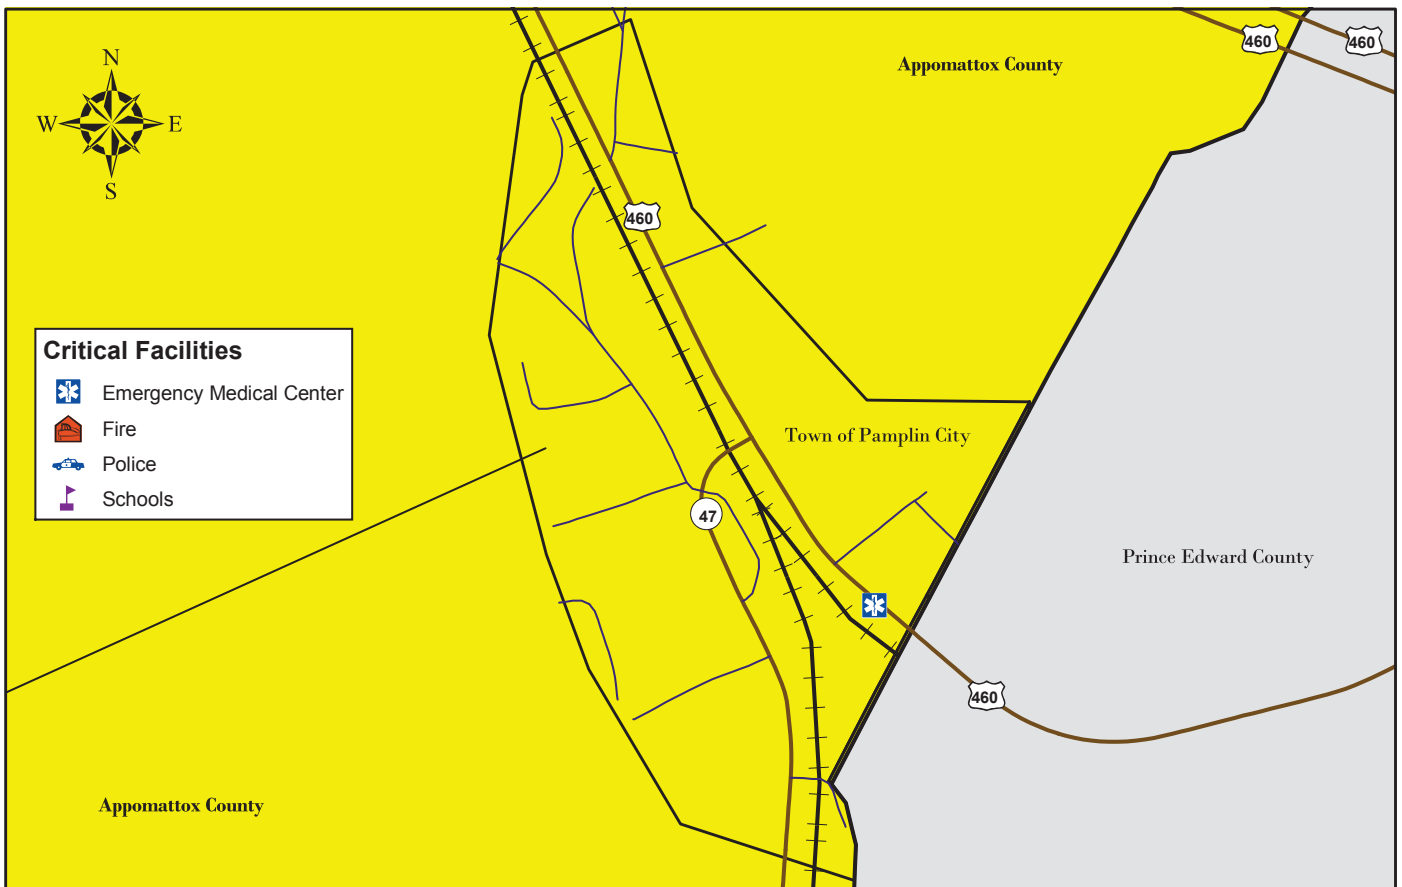 460
460
Appomattox County
N
W
E
S
460
Critical Facilities
Emergency Medical Center
Fire
Police
Schools
Town of Pamplin City
47
Prince Edward County
460
Appomattox County